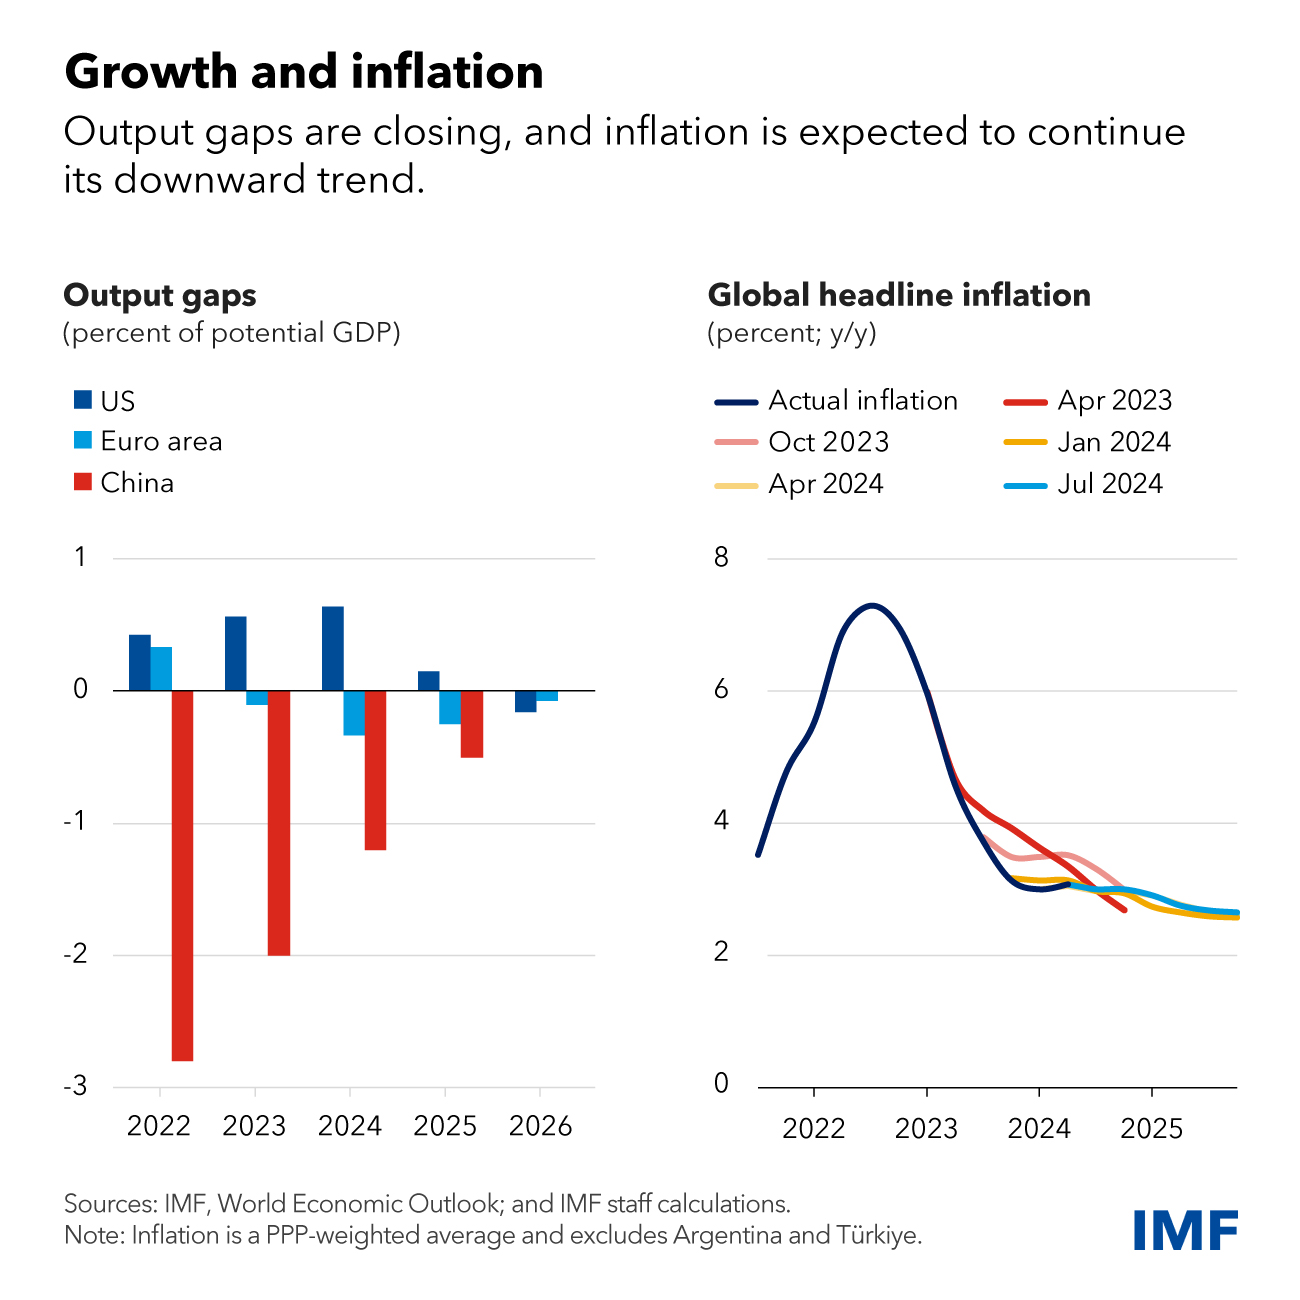 Growth and inflation
Output gaps are closing, and inflation is expected to continue
its downward trend.
Output gaps
(percent of potential GDP)
US
Euro area
China
1
0
-1
-2
-3
2022 2023 2024 2025 2026
Global headline inflation
(percent; y/y)
Actual inflation Apr 2023
Oct 2023 Jan 2024
Apr 2024 Jul 2024
8
6
4
2
0
2022 2023 2024 2025
Sources: IMF, World Economic Outlook; and IMF staff calculations.
Note: Inflation is a PPP-weighted average and excludes Argentina and Türkiye.
IMF